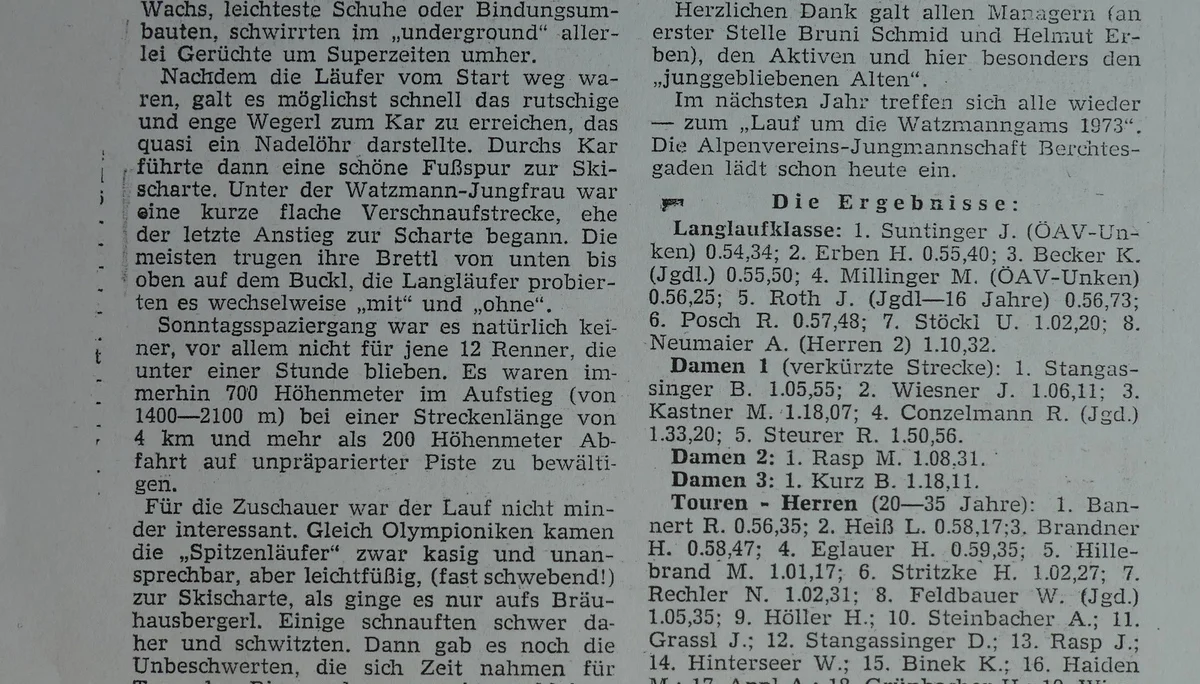 Wachs, leichteste Schuhe oder Bindungsum-
bauten, schwirrten im „underground“ aller-
lei Gerüchte um Superzeiten umher.
Nachdem die Läufer vom Start weg wa-
ren, galt es möglichst schnell das rutschige
und enge Wegerl zum Kar zu erreichen, das
quasi ein Nadelöhr darstellte. Durchs Kar
führte dann eine schöne Fußspur zur Ski-
scharte. Unter der Watzmann-Jungfrau war
eine kurze flache Verschnaufstrecke, ehe
der letzte Anstieg zur Scharte begann. Die
meisten trugen ihre Brettl von unten bis
oben auf dem Buckl, die Langläufer probier-
ten es wechselweise „mit“ und „ohne“.
Sonntagsspaziergang war es natürlich kei-
ner, vor allem nicht für jene 12 Renner, die
unter einer Stunde blieben. Es waren im-
merhin 700 Höhenmeter im Aufstieg (von
1400—2100 m) bei einer Streckenlänge von
4 km und mehr als 200 Höhenmeter Ab-
fahrt auf unpräparierter Piste zu bewälti-
gen.
Für die Zuschauer war der Lauf nicht min-
der interessant. Gleich Olympioniken kamen
die „Spitzenläufer“ zwar kasig und unan-
sprechbar, aber leichtfüßig, (fast schwebend!)
zur Skischarte, als ginge es nur aufs Bräu-
hausbergerl. Einige schnauften schwer da-
her und schwitzten. Dann gab es noch die
Unbeschwerten, die sich Zeit nahmen für
Herzlichen Dank galt allen Managern (an
erster Stelle Bruni Schmid und Helmut Er-
ben), den Aktiven und hier besonders den
„junggebliebenen Alten“.
Im nächsten Jahr treffen sich alle wieder
— zum „Lauf um die Watzmanngams 1973“.
Die Alpenvereins-Jungmannschaft Berchtes-
gaden lädt schon heute ein.
Die Ergebnisse:
Langlaufklasse: 1. Suntinger J. (ÖAV-Un-
ken) 0.54,34; 2. Erben H. 0.55,40; 3. Becker K.
(Jgdl.) 0.55,50; 4. Millinger M. (ÖAV-Unken)
0.56,25; 5. Roth J. (Jgdl—16 Jahre) 0.56,73;
6. Posch R. 0.57,48; 7. Stöckl U. 1.02,20; 8.
Neumaier A. (Herren 2) 1.10,32.
Damen 1 (verkürzte Strecke): 1. Stangas-
singer B. 1.05,55; 2. Wiesner J. 1.06,11; 3.
Kastner M. 1.18,07; 4. Conzelmann R. (Jgd.)
1.33,20; 5. Steurer R. 1.50,56.
Damen 2: 1. Rasp M. 1.08,31.
Damen 3: 1. Kurz B. 1.18,11.
Touren - Herren (20—35 Jahre): 1. Ban-
nert R. 0.56,35; 2. Heiß L. 0.58,17;3. Brandner
H. 0.58,47; 4. Eglauer H. 0.59,35; 5. Hille-
brand M. 1.01,17; 6. Stritzke H. 1.02,27; 7.
Rechler N. 1.02,31; 8. Feldbauer W. (Jgd.)
1.05,35; 9. Höller H.; 10. Steinbacher A.; 11.
Grassl J.; 12. Stangassinger D.; 13. Rasp J.;
14. Hinterseer W.; 15. Binek K.; 16. Haiden